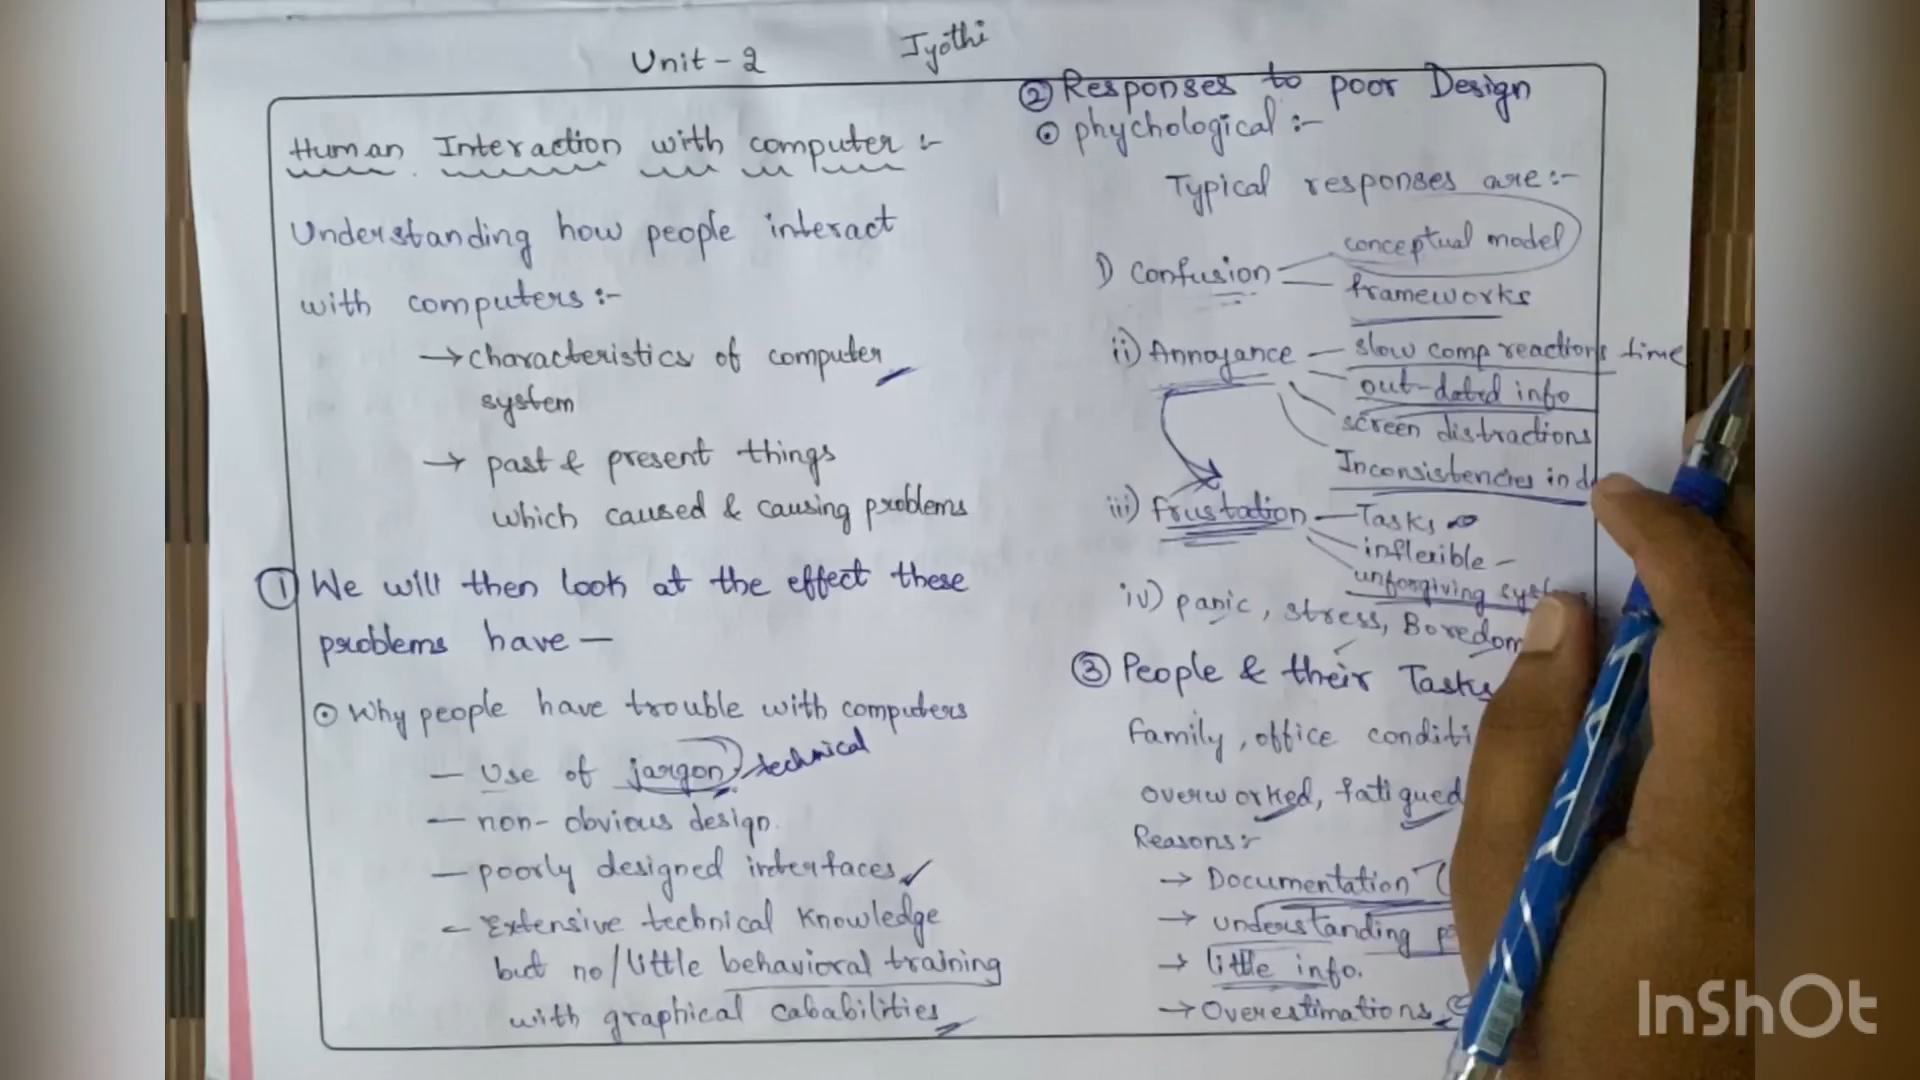 Unit - 2
Jyothi
Human Interaction with computer :-
Understanding how people interact
with computers :-
→ characteristics of computer
system
→ past & present things
which caused & causing problems
① We will then look at the effect these
problems have —
⊙ Why people have trouble with computers
— Use of jargon technical
— non-obvious design.
— poorly designed interfaces ✓
— Extensive technical knowledge
but no/little behavioral training
with graphical cababilities
② Responses to poor Design
⊙ phychological :-
Typical responses are :-
i) Confusion — conceptual model
— frameworks
ii) Annoyance — slow comp reactions time
out-dated info
screen distractions
Inconsistencies in
iii) frustation — Tasks
— inflexible —
unforgiving
iv) panic, stress, Boredom
③ People & their Tasks
family, office
overworked, fatigued
Reasons :-
→ Documentation
→ understanding
→ little info.
→ Overestimations
InShOt